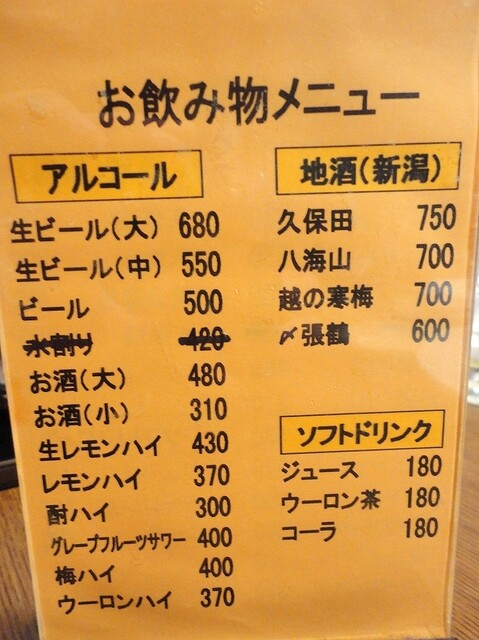 お飲み物メニュー
アルコール
生ビール(大) 680
生ビール(中) 550
ビール 500
水割り 420
お酒(大) 480
お酒(小) 310
生レモンハイ 430
レモンハイ 370
酎ハイ 300
グレープフルーツサワー 400
梅ハイ 400
ウーロンハイ 370
地酒(新潟)
久保田 750
八海山 700
越の寒梅 700
〆張鶴 600
ソフトドリンク
ジュース 180
ウーロン茶 180
コーラ 180